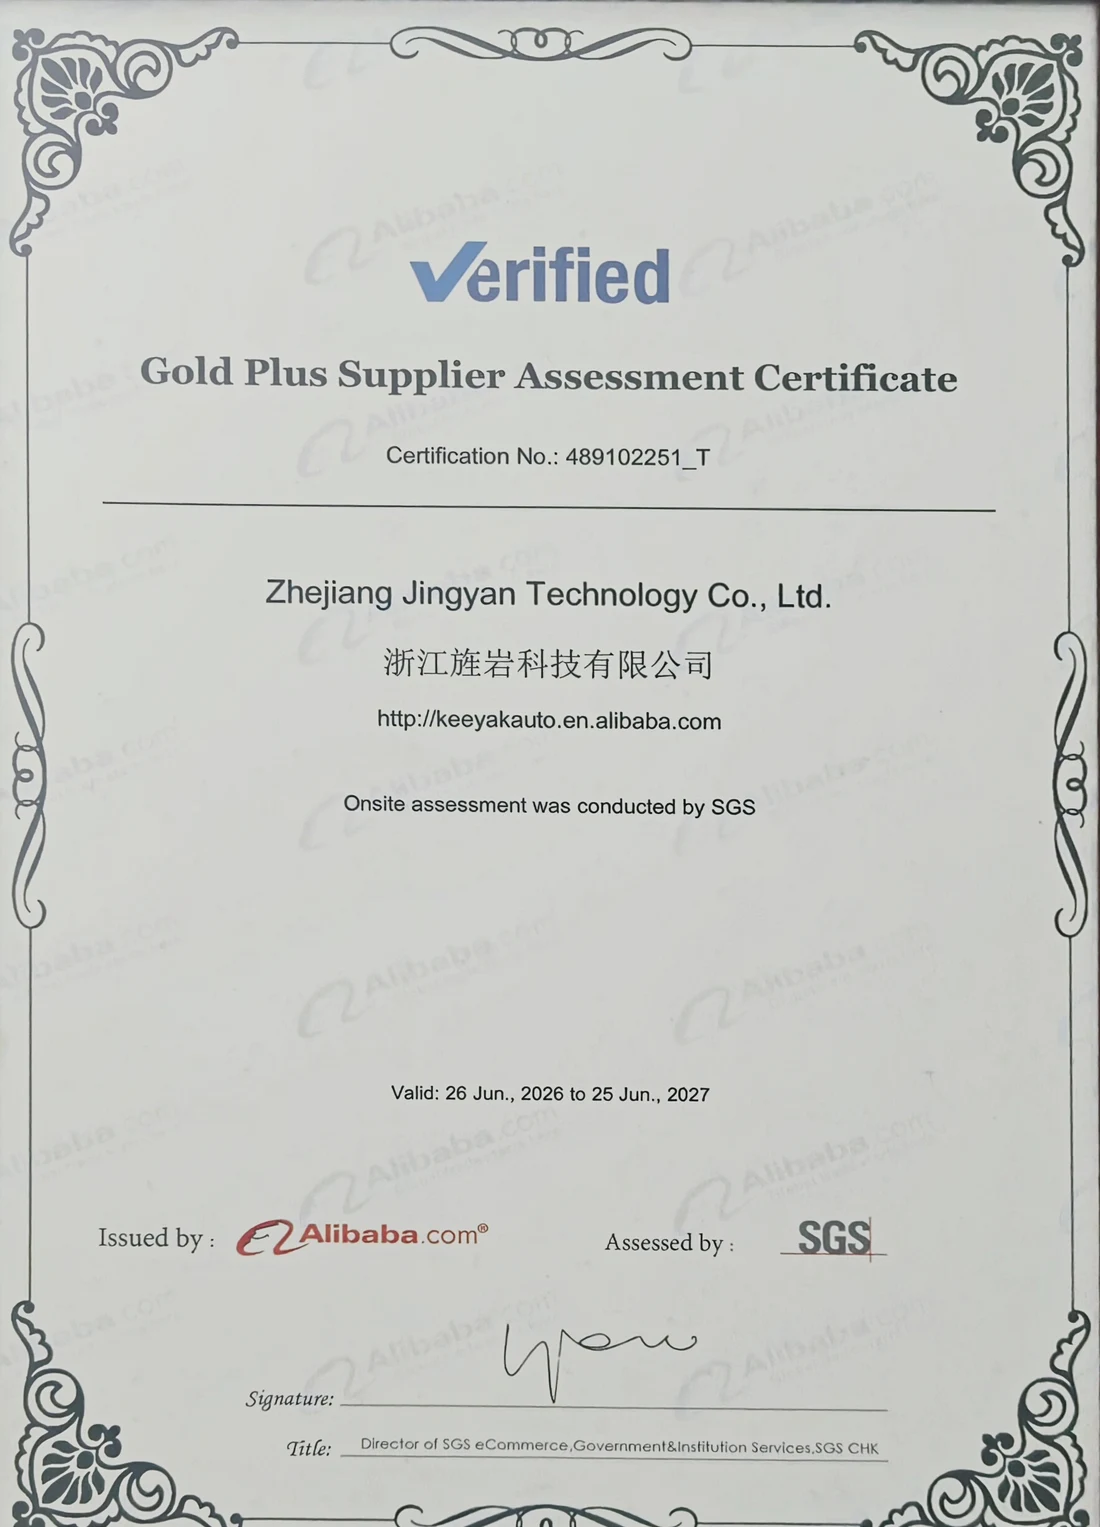 Verified
Gold Plus Supplier Assessment Certificate
Certification No.: 489102251_T
Zhejiang Jingyan Technology Co., Ltd.
浙江旌岩科技有限公司
http://keeyakauto.en.alibaba.com
Onsite assessment was conducted by SGS
Valid: 26 Jun., 2026 to 25 Jun., 2027
Issued by : Alibaba.com® Assessed by : SGS
Signature:
Title: Director of SGS eCommerce,Government&Institution Services,SGS CHK